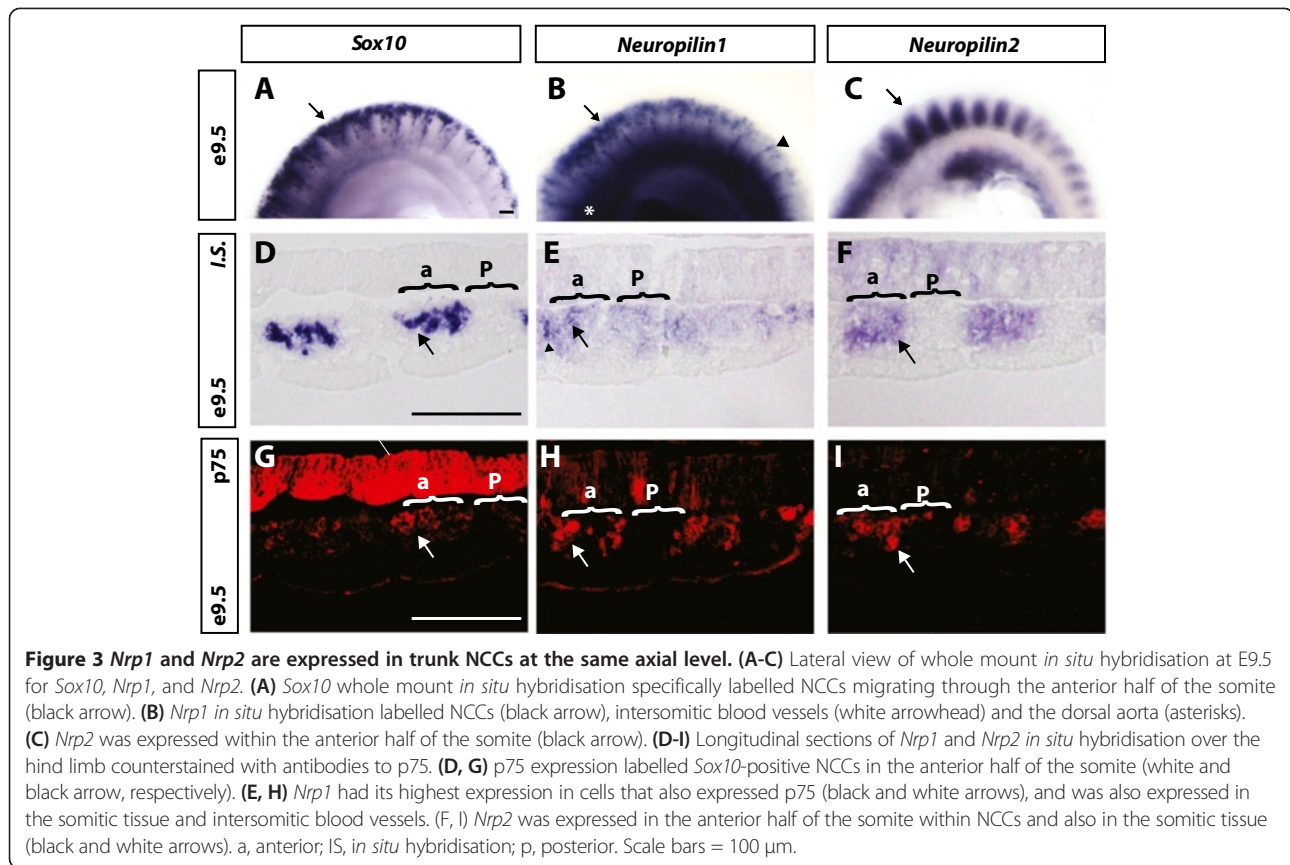 Sox10
Neuropilin1
Neuropilin2
e9.5
A
B
C
*
I.S.
e9.5
D
a
P
E
a
P
F
a
P
p75
e9.5
G
a
P
H
a
P
I
a
P
Figure 3 Nrp1 and Nrp2 are expressed in trunk NCCs at the same axial level. (A-C) Lateral view of whole mount in situ hybridisation at E9.5
for Sox10, Nrp1, and Nrp2. (A) Sox10 whole mount in situ hybridisation specifically labelled NCCs migrating through the anterior half of the somite
(black arrow). (B) Nrp1 in situ hybridisation labelled NCCs (black arrow), intersomitic blood vessels (white arrowhead) and the dorsal aorta (asterisks).
(C) Nrp2 was expressed within the anterior half of the somite (black arrow). (D-I) Longitudinal sections of Nrp1 and Nrp2 in situ hybridisation over the
hind limb counterstained with antibodies to p75. (D, G) p75 expression labelled Sox10-positive NCCs in the anterior half of the somite (white and
black arrow, respectively). (E, H) Nrp1 had its highest expression in cells that also expressed p75 (black and white arrows), and was also expressed in
the somitic tissue and intersomitic blood vessels. (F, I) Nrp2 was expressed in the anterior half of the somite within NCCs and also in the somitic tissue
(black and white arrows). a, anterior; IS, in situ hybridisation; p, posterior. Scale bars = 100 μm.